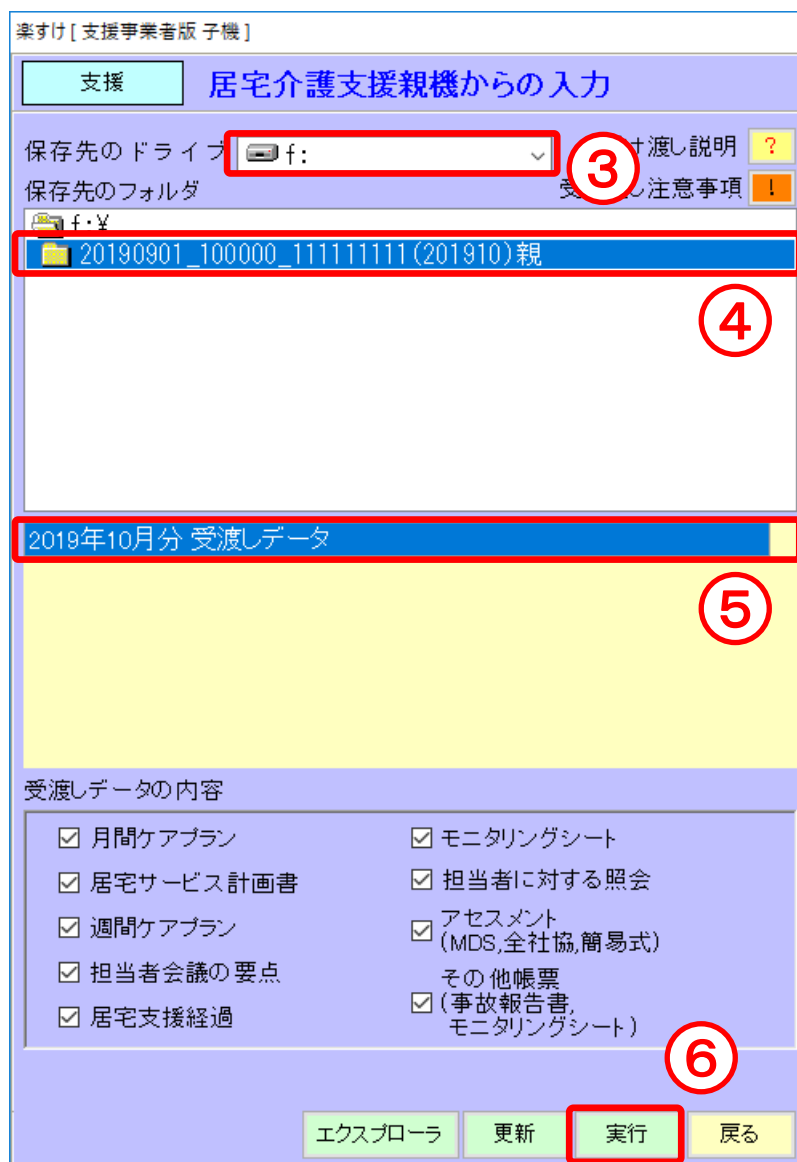 楽すけ [ 支援事業者版 子機 ]
支援
居宅介護支援親機からの入力
保存先のドライブ
f:
③
け渡し説明
?
保存先のフォルダ
注意事項
!
f:¥
20190901_100000_111111111(201910)親
④
2019年10月分 受渡しデータ
⑤
受渡しデータの内容
月間ケアプラン
居宅サービス計画書
週間ケアプラン
担当者会議の要点
居宅支援経過
モニタリングシート
担当者に対する照会
アセスメント
(MDS,全社協,簡易式)
その他帳票
(事故報告書,
モニタリングシート)
⑥
エクスプローラ
更新
実行
戻る